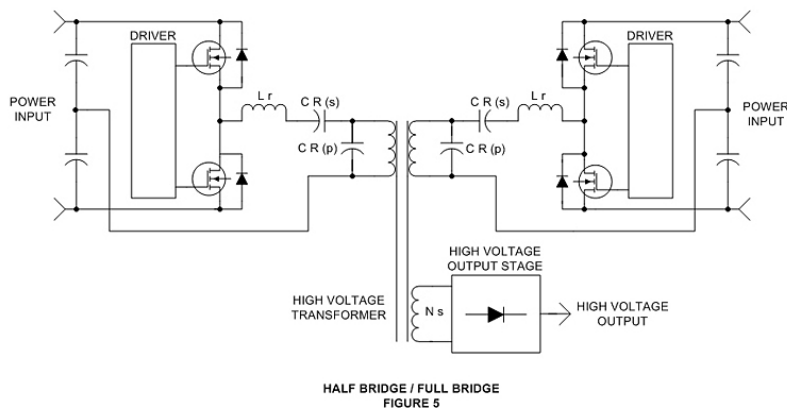 DRIVER
DRIVER
L r
C R (s)
C R (s)
L r
POWER
INPUT
C R (p)
C R (p)
POWER
INPUT
HIGH VOLTAGE
OUTPUT STAGE
HIGH VOLTAGE
TRANSFORMER
N s
HIGH VOLTAGE
OUTPUT
HALF BRIDGE / FULL BRIDGE
FIGURE 5